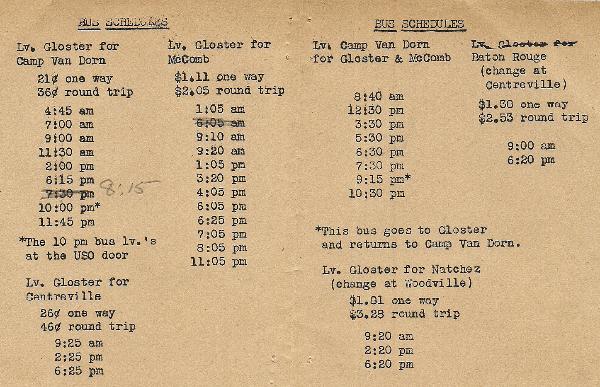 BUS SCHEDULES
Lv. Gloster for
Camp Van Dorn
21¢ one way
36¢ round trip
4:45 am
7:00 am
9:00 am
11:30 am
2:00 pm
6:15 pm
7:30 pm 8:15
10:00 pm*
11:45 pm
*The 10 pm bus lv.'s
at the USO door
Lv. Gloster for
Centreville
26¢ one way
46¢ round trip
9:25 am
2:25 pm
6:25 pm
Lv. Gloster for
McComb
$1.11 one way
$2.05 round trip
1:05 am
6:05 am
9:10 am
9:20 am
1:05 pm
3:20 pm
4:05 pm
6:05 pm
6:25 pm
7:05 pm
8:05 pm
11:05 pm
BUS SCHEDULES
Lv. Camp Van Dorn
for Gloster & McComb
8:40 am
12:30 pm
3:30 pm
5:30 pm
6:30 pm
7:30 pm
9:15 pm*
10:30 pm
*This bus goes to Gloster
and returns to Camp Van Dorn.
Lv. Gloster for
Baton Rouge
(change at
Centreville)
$1.30 one way
$2.53 round trip
9:00 am
6:20 pm
Lv. Gloster for Natchez
(change at Woodville)
one way
$3.28 round trip
9:20 am
2:20 pm
6:20 pm